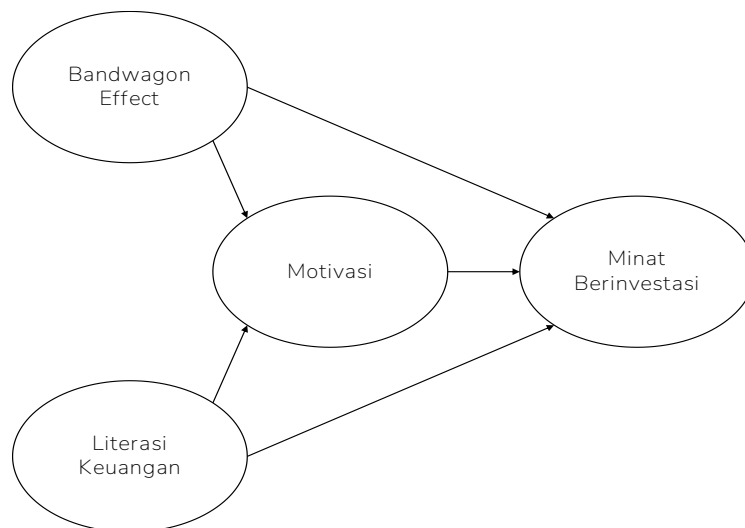 Bandwagon
Effect
Motivasi
Minat
Berinvestasi
Literasi
Keuangan